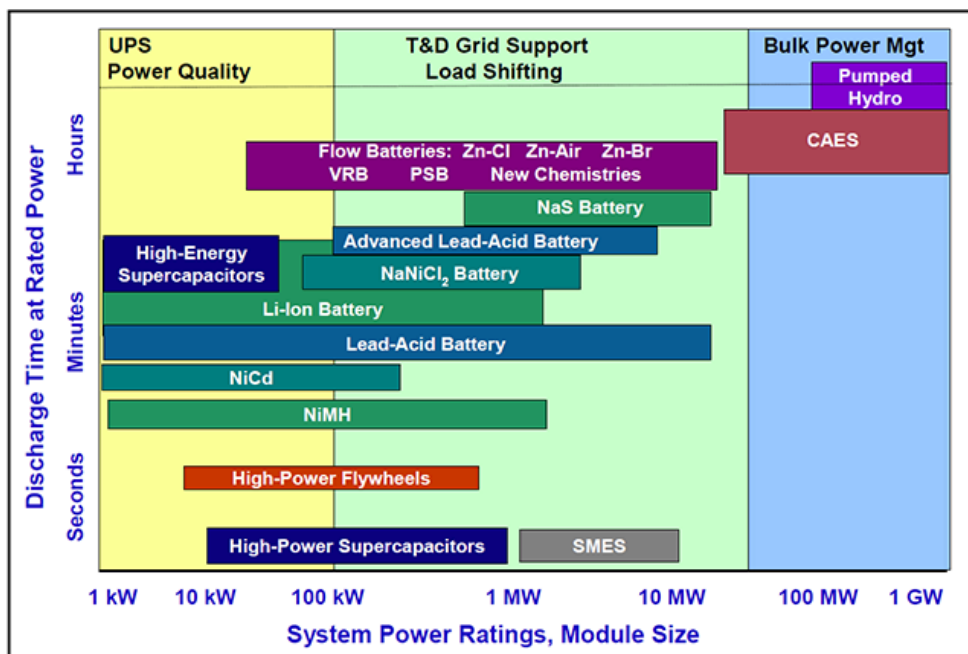 UPS
Power Quality
T&D Grid Support
Load Shifting
Bulk Power Mgt
Pumped
Hydro
CAES
Flow Batteries: Zn-Cl Zn-Air Zn-Br
VRB PSB New Chemistries
NaS Battery
Advanced Lead-Acid Battery
High-Energy
Supercapacitors
NaNiCl₂ Battery
Li-Ion Battery
Lead-Acid Battery
NiCd
NiMH
High-Power Flywheels
High-Power Supercapacitors
SMES
Discharge Time at Rated Power
Hours
Minutes
Seconds
1 kW 10 kW 100 kW 1 MW 10 MW 100 MW 1 GW
System Power Ratings, Module Size